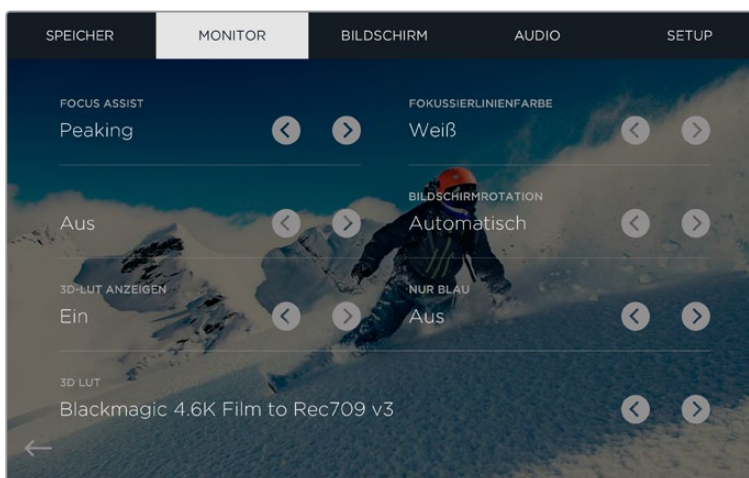 SPEICHER MONITOR BILDSCHIRM AUDIO SETUP
FOCUS ASSIST
Peaking
FOKUSSIERLINIENFARBE
Weiß
Aus
BILDSCHIRMROTATION
Automatisch
3D-LUT ANZEIGEN
Ein
NUR BLAU
Aus
3D LUT
Blackmagic 4.6K Film to Rec709 v3